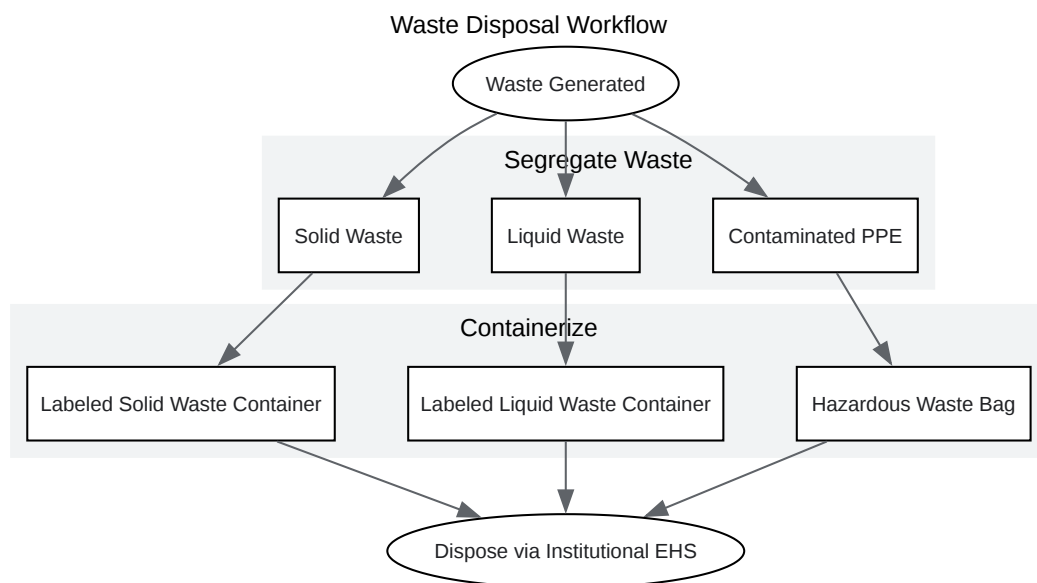 Waste Disposal Workflow
Waste Generated
Segregate Waste
Solid Waste
Liquid Waste
Contaminated PPE
Containerize
Labeled Solid Waste Container
Labeled Liquid Waste Container
Hazardous Waste Bag
Dispose via Institutional EHS